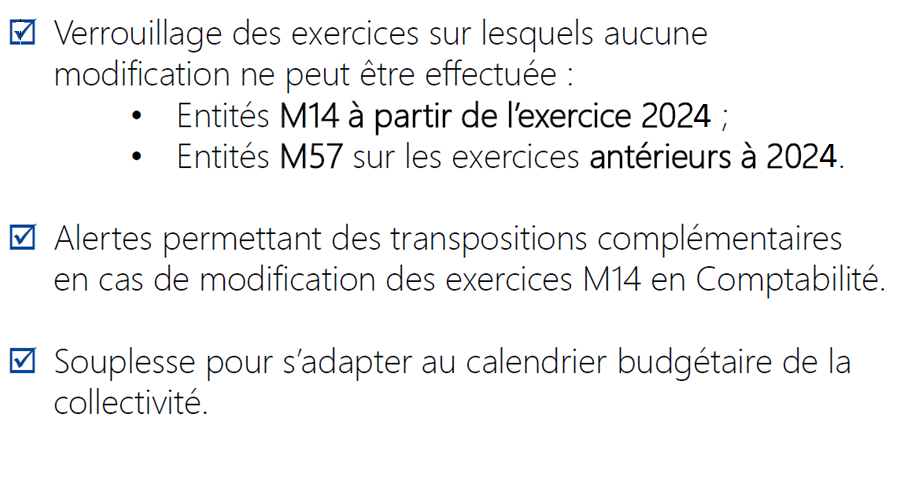 ☑ Verrouillage des exercices sur lesquels aucune
modification ne peut être effectuée :
• Entités M14 à partir de l’exercice 2024 ;
• Entités M57 sur les exercices antérieurs à 2024.
☑ Alertes permettant des transpositions complémentaires
en cas de modification des exercices M14 en Comptabilité.
☑ Souplesse pour s’adapter au calendrier budgétaire de la
collectivité.